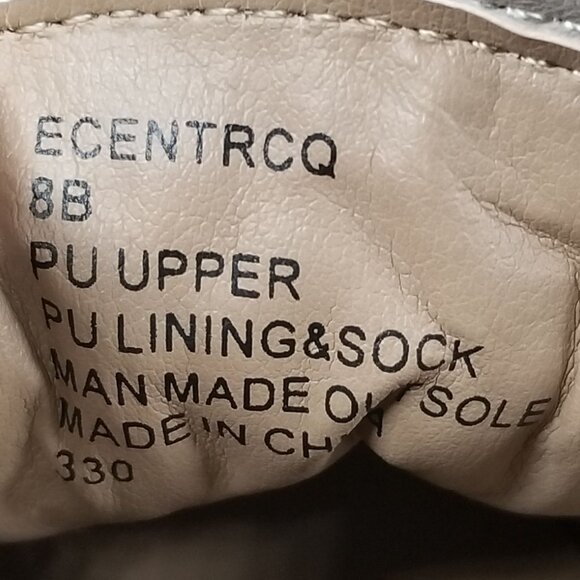 ECENTRCQ
8B
PU UPPER
PU LINING&SOCK
MAN MADE OUTSOLE
MADE IN CHINA
330